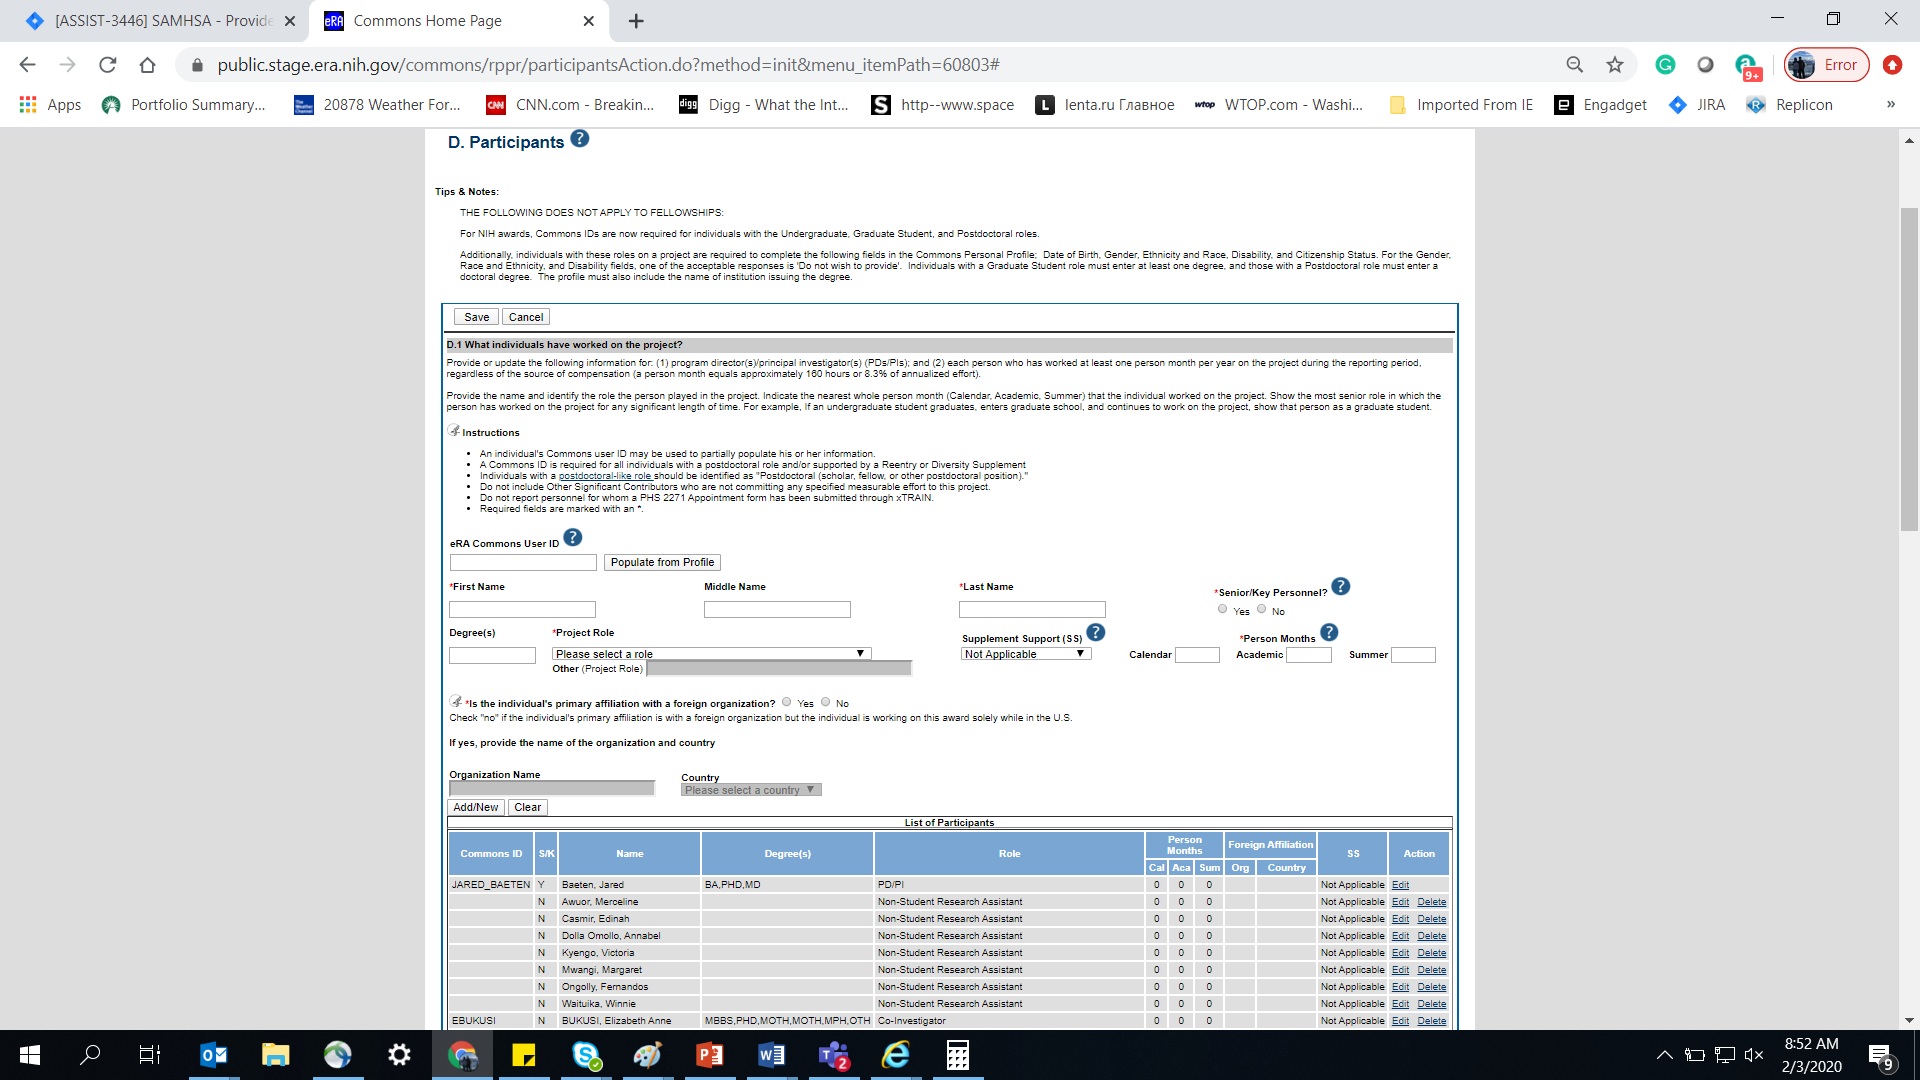 [ASSIST-3446] SAMHSA - Provide
eRA Commons Home Page
public.stage.era.nih.gov/commons/rppr/participantsAction.do?method=init&menu_itemPath=60803#
9+ Error
Apps Portfolio Summary... 20878 Weather For... CNN CNN.com - Breakin... digg Digg - What the Int... S http--www.space L lenta.ru Главное wtop WTOP.com - Washi... Imported From IE Engadget JIRA Replicon »
D. Participants ?
Tips & Notes:
THE FOLLOWING DOES NOT APPLY TO FELLOWSHIPS:
For NIH awards, Commons IDs are now required for individuals with the Undergraduate, Graduate Student, and Postdoctoral roles.
Additionally, individuals with these roles on a project are required to complete the following fields in the Commons Personal Profile; Date of Birth, Gender, Ethnicity and Race, Disability, and Citizenship Status. For the Gender,
Race and Ethnicity, and Disability fields, one of the acceptable responses is 'Do not wish to provide'. Individuals with a Graduate Student role must enter at least one degree, and those with a Postdoctoral role must enter a
doctoral degree. The profile must also include the name of institution issuing the degree.
Save Cancel
D.1 What individuals have worked on the project?
Provide or update the following information for: (1) program director(s)/principal investigator(s) (PDs/PIs); and (2) each person who has worked at least one person month per year on the project during the reporting period,
regardless of the source of compensation (a person month equals approximately 160 hours or 8.3% of annualized effort).
Provide the name and identify the role the person played in the project. Indicate the nearest whole person month (Calendar, Academic, Summer) that the individual worked on the project. Show the most senior role in which the
person has worked on the project for any significant length of time. For example, If an undergraduate student graduates, enters graduate school, and continues to work on the project, show that person as a graduate student.
Instructions
• An individual's Commons user ID may be used to partially populate his or her information.
• A Commons ID is required for all individuals with a postdoctoral role and/or supported by a Reentry or Diversity Supplement
• Individuals with a postdoctoral-like role should be identified as "Postdoctoral (scholar, fellow, or other postdoctoral position)."
• Do not include Other Significant Contributors who are not committing any specified measurable effort to this project.
• Do not report personnel for whom a PHS 2271 Appointment form has been submitted through xTRAIN.
• Required fields are marked with an *.
eRA Commons User ID ?
Populate from Profile
*First Name Middle Name *Last Name *Senior/Key Personnel? ?
Yes No
Degree(s) *Project Role Supplement Support (SS) ? *Person Months ?
Please select a role Not Applicable Calendar Academic Summer
Other (Project Role)
*Is the individual's primary affiliation with a foreign organization? Yes No
Check "no" if the individual's primary affiliation is with a foreign organization but the individual is working on this award solely while in the U.S.
If yes, provide the name of the organization and country
Organization Name Country
Please select a country
Add/New Clear
List of Participants
Commons ID S/K Name Degree(s) Role Person Months Foreign Affiliation SS Action
Cal Aca Sum Org Country
JARED_BAETEN Y Baeten, Jared BA,PHD,MD PD/PI 0 0 0 Not Applicable Edit
N Awuor, Merceline Non-Student Research Assistant 0 0 0 Not Applicable Edit Delete
N Casmir, Edinah Non-Student Research Assistant 0 0 0 Not Applicable Edit Delete
N Dolla Omollo, Annabel Non-Student Research Assistant 0 0 0 Not Applicable Edit Delete
N Kyengo, Victoria Non-Student Research Assistant 0 0 0 Not Applicable Edit Delete
N Mwangi, Margaret Non-Student Research Assistant 0 0 0 Not Applicable Edit Delete
N Ongolly, Fernandos Non-Student Research Assistant 0 0 0 Not Applicable Edit Delete
N Waituika, Winnie Non-Student Research Assistant 0 0 0 Not Applicable Edit Delete
EBUKUSI N BUKUSI, Elizabeth Anne MBBS,PHD,MOTH,MOTH,MPH,OTH Co-Investigator 0 0 0 Not Applicable Edit Delete
8:52 AM
2/3/2020
2
9